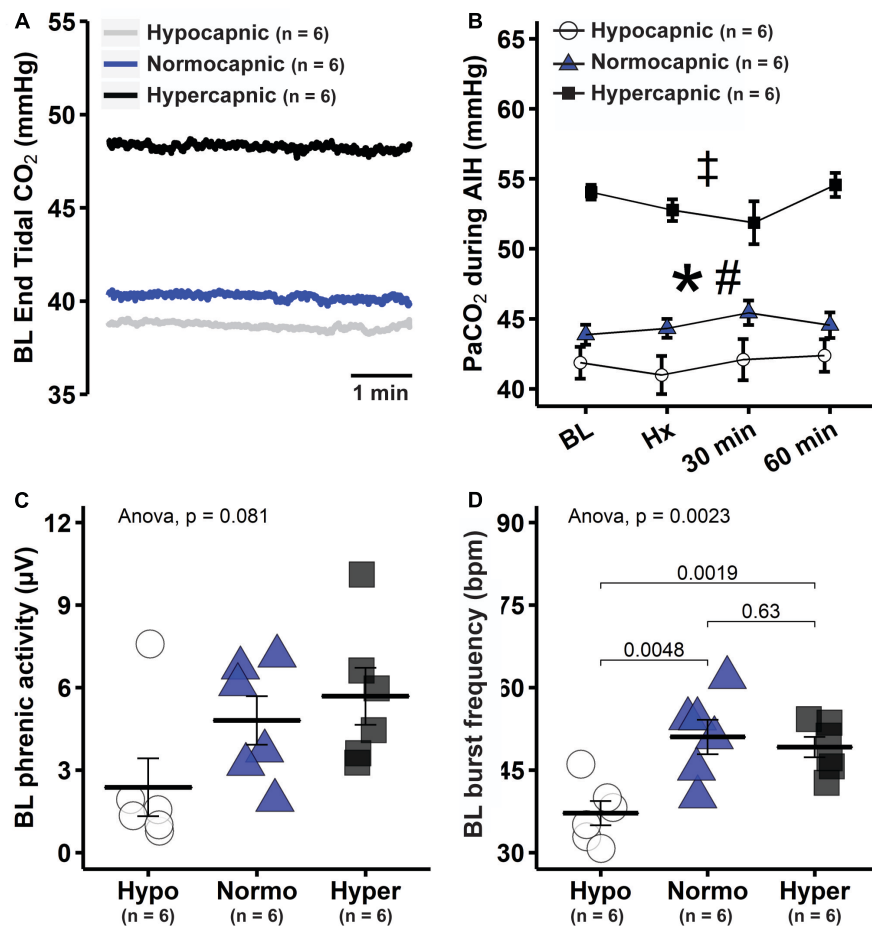 A
BL End Tidal CO₂ (mmHg)
55
50
45
40
35
Hypocapnic (n = 6)
Normocapnic (n = 6)
Hypercapnic (n = 6)
1 min
B
PaCO₂ during AIH (mmHg)
65
60
55
50
45
40
Hypocapnic (n = 6)
Normocapnic (n = 6)
Hypercapnic (n = 6)
‡
* #
BL
Hx
30 min
60 min
C
BL phrenic activity (µV)
12
9
6
3
0
Anova, p = 0.081
Hypo Normo Hyper
(n = 6) (n = 6) (n = 6)
D
BL burst frequency (bpm)
90
75
60
45
30
Anova, p = 0.0023
0.0019
0.63
0.0048
Hypo Normo Hyper
(n = 6) (n = 6) (n = 6)